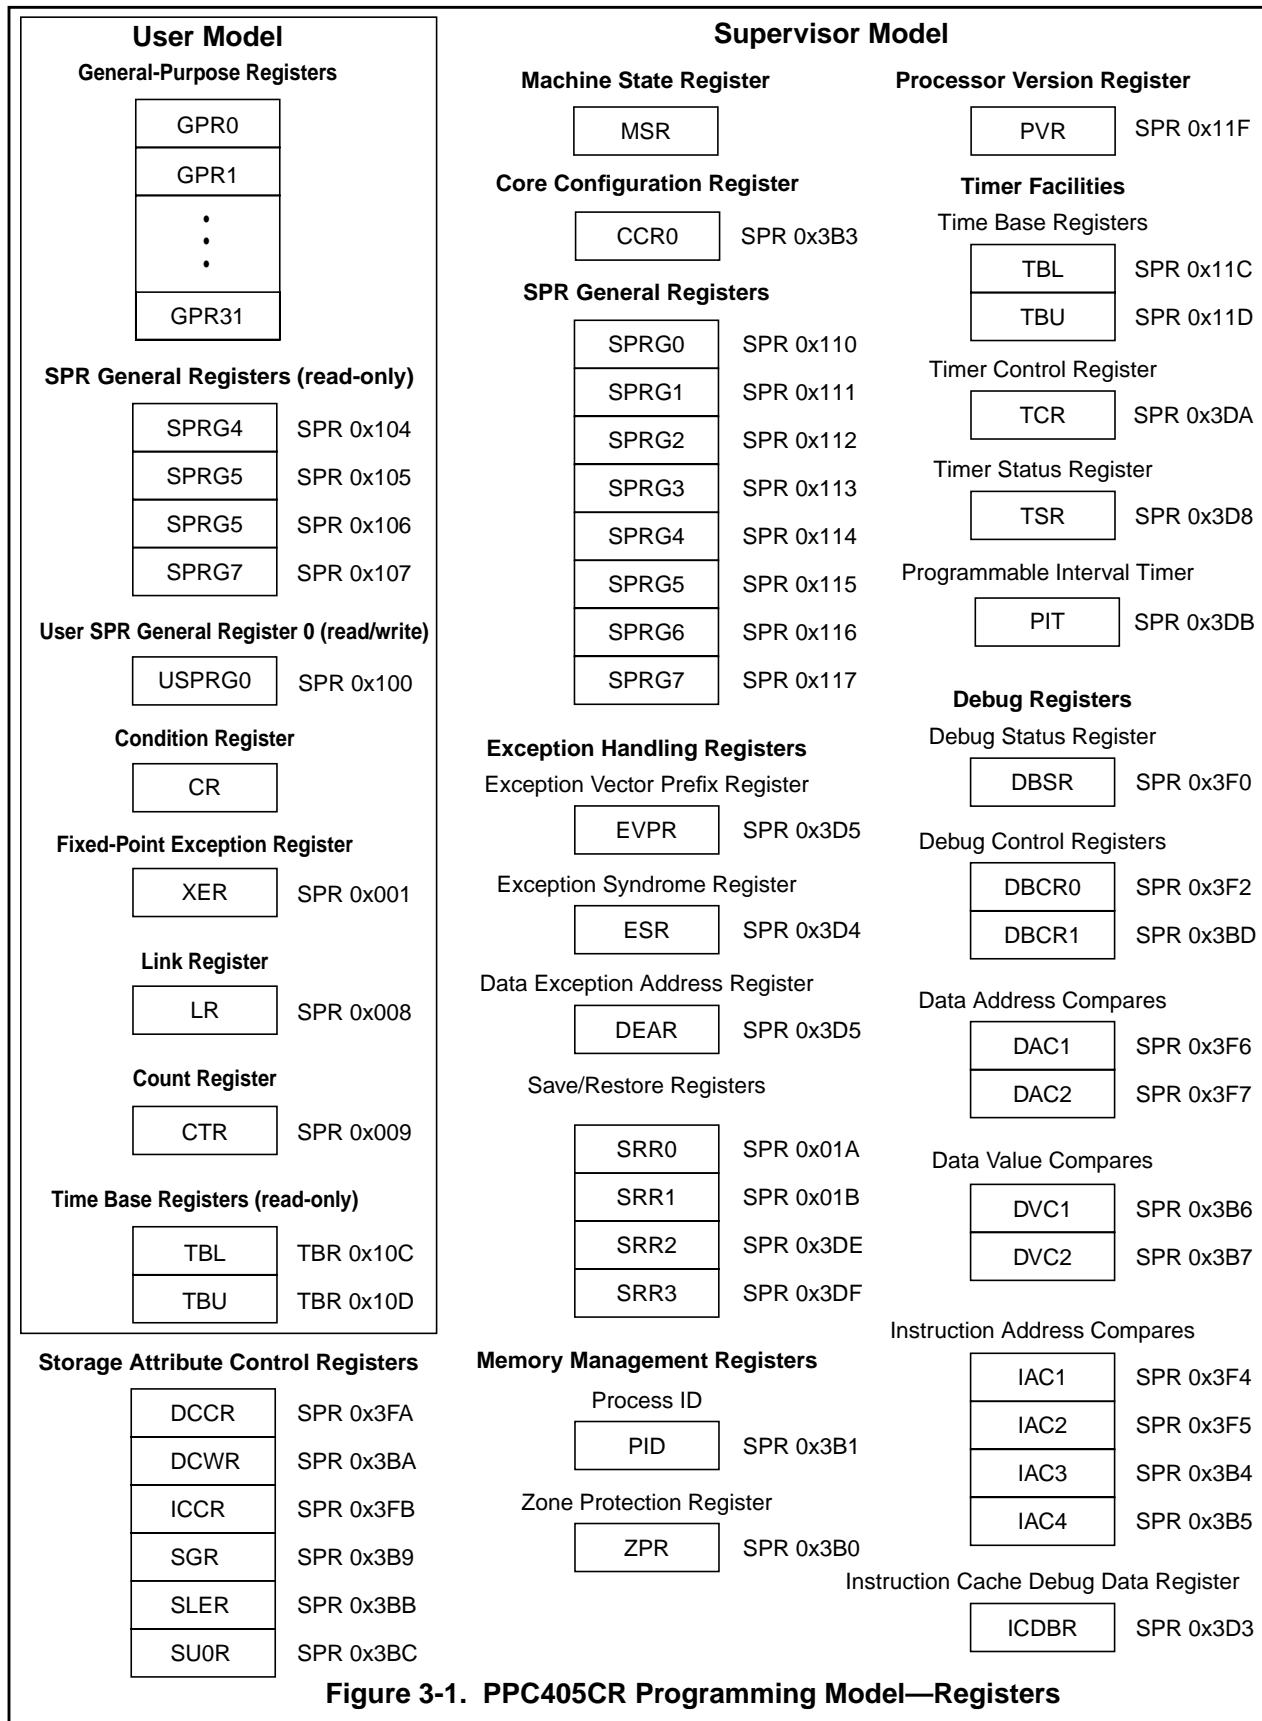 User Model
General-Purpose Registers
GPR0
GPR1
GPR31
SPR General Registers (read-only)
SPRG4 SPR 0x104
SPRG5 SPR 0x105
SPRG5 SPR 0x106
SPRG7 SPR 0x107
User SPR General Register 0 (read/write)
USPRG0 SPR 0x100
Condition Register
CR
Fixed-Point Exception Register
XER SPR 0x001
Link Register
LR SPR 0x008
Count Register
CTR SPR 0x009
Time Base Registers (read-only)
TBL TBR 0x10C
TBU TBR 0x10D
Storage Attribute Control Registers
DCCR SPR 0x3FA
DCWR SPR 0x3BA
ICCR SPR 0x3FB
SGR SPR 0x3B9
SLER SPR 0x3BB
SU0R SPR 0x3BC
Supervisor Model
Machine State Register
MSR
Core Configuration Register
CCR0 SPR 0x3B3
SPR General Registers
SPRG0 SPR 0x110
SPRG1 SPR 0x111
SPRG2 SPR 0x112
SPRG3 SPR 0x113
SPRG4 SPR 0x114
SPRG5 SPR 0x115
SPRG6 SPR 0x116
SPRG7 SPR 0x117
Exception Handling Registers
Exception Vector Prefix Register
EVPR SPR 0x3D5
Exception Syndrome Register
ESR SPR 0x3D4
Data Exception Address Register
DEAR SPR 0x3D5
Save/Restore Registers
SRR0 SPR 0x01A
SRR1 SPR 0x01B
SRR2 SPR 0x3DE
SRR3 SPR 0x3DF
Memory Management Registers
Process ID
PID SPR 0x3B1
Zone Protection Register
ZPR SPR 0x3B0
Processor Version Register
PVR SPR 0x11F
Timer Facilities
Time Base Registers
TBL SPR 0x11C
TBU SPR 0x11D
Timer Control Register
TCR SPR 0x3DA
Timer Status Register
TSR SPR 0x3D8
Programmable Interval Timer
PIT SPR 0x3DB
Debug Registers
Debug Status Register
DBSR SPR 0x3F0
Debug Control Registers
DBCR0 SPR 0x3F2
DBCR1 SPR 0x3BD
Data Address Compares
DAC1 SPR 0x3F6
DAC2 SPR 0x3F7
Data Value Compares
DVC1 SPR 0x3B6
DVC2 SPR 0x3B7
Instruction Address Compares
IAC1 SPR 0x3F4
IAC2 SPR 0x3F5
IAC3 SPR 0x3B4
IAC4 SPR 0x3B5
Instruction Cache Debug Data Register
ICDBR SPR 0x3D3
Figure 3-1. PPC405CR Programming Model—Registers